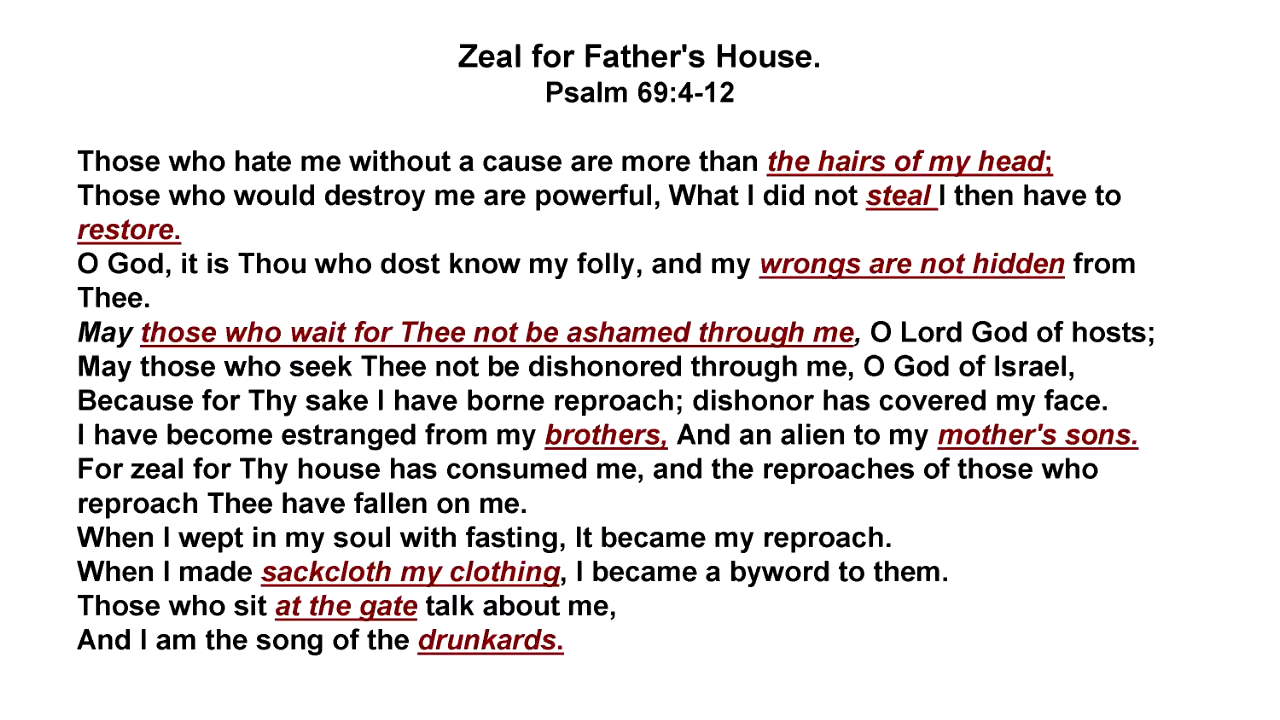 Zeal for Father's House.
Psalm 69:4-12
Those who hate me without a cause are more than the hairs of my head;
Those who would destroy me are powerful, What I did not steal I then have to
restore.
O God, it is Thou who dost know my folly, and my wrongs are not hidden from
Thee.
May those who wait for Thee not be ashamed through me, O Lord God of hosts;
May those who seek Thee not be dishonored through me, O God of Israel,
Because for Thy sake I have borne reproach; dishonor has covered my face.
I have become estranged from my brothers, And an alien to my mother's sons.
For zeal for Thy house has consumed me, and the reproaches of those who
reproach Thee have fallen on me.
When I wept in my soul with fasting, It became my reproach.
When I made sackcloth my clothing, I became a byword to them.
Those who sit at the gate talk about me,
And I am the song of the drunkards.